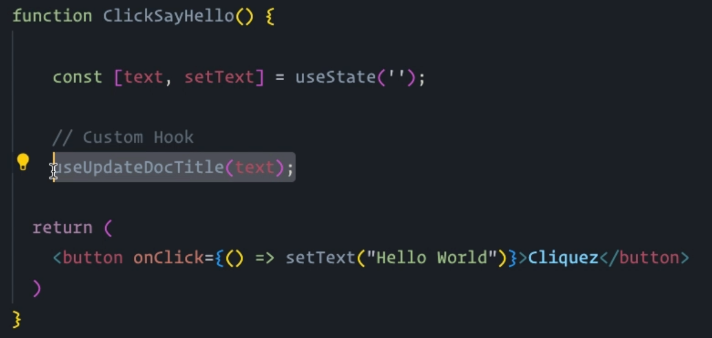 function ClickSayHello() {
const [text, setText] = useState('');
// Custom Hook
useUpdateDocTitle(text);
return (
<button onClick={() => setText("Hello World")}>Cliquez</button>
)
}